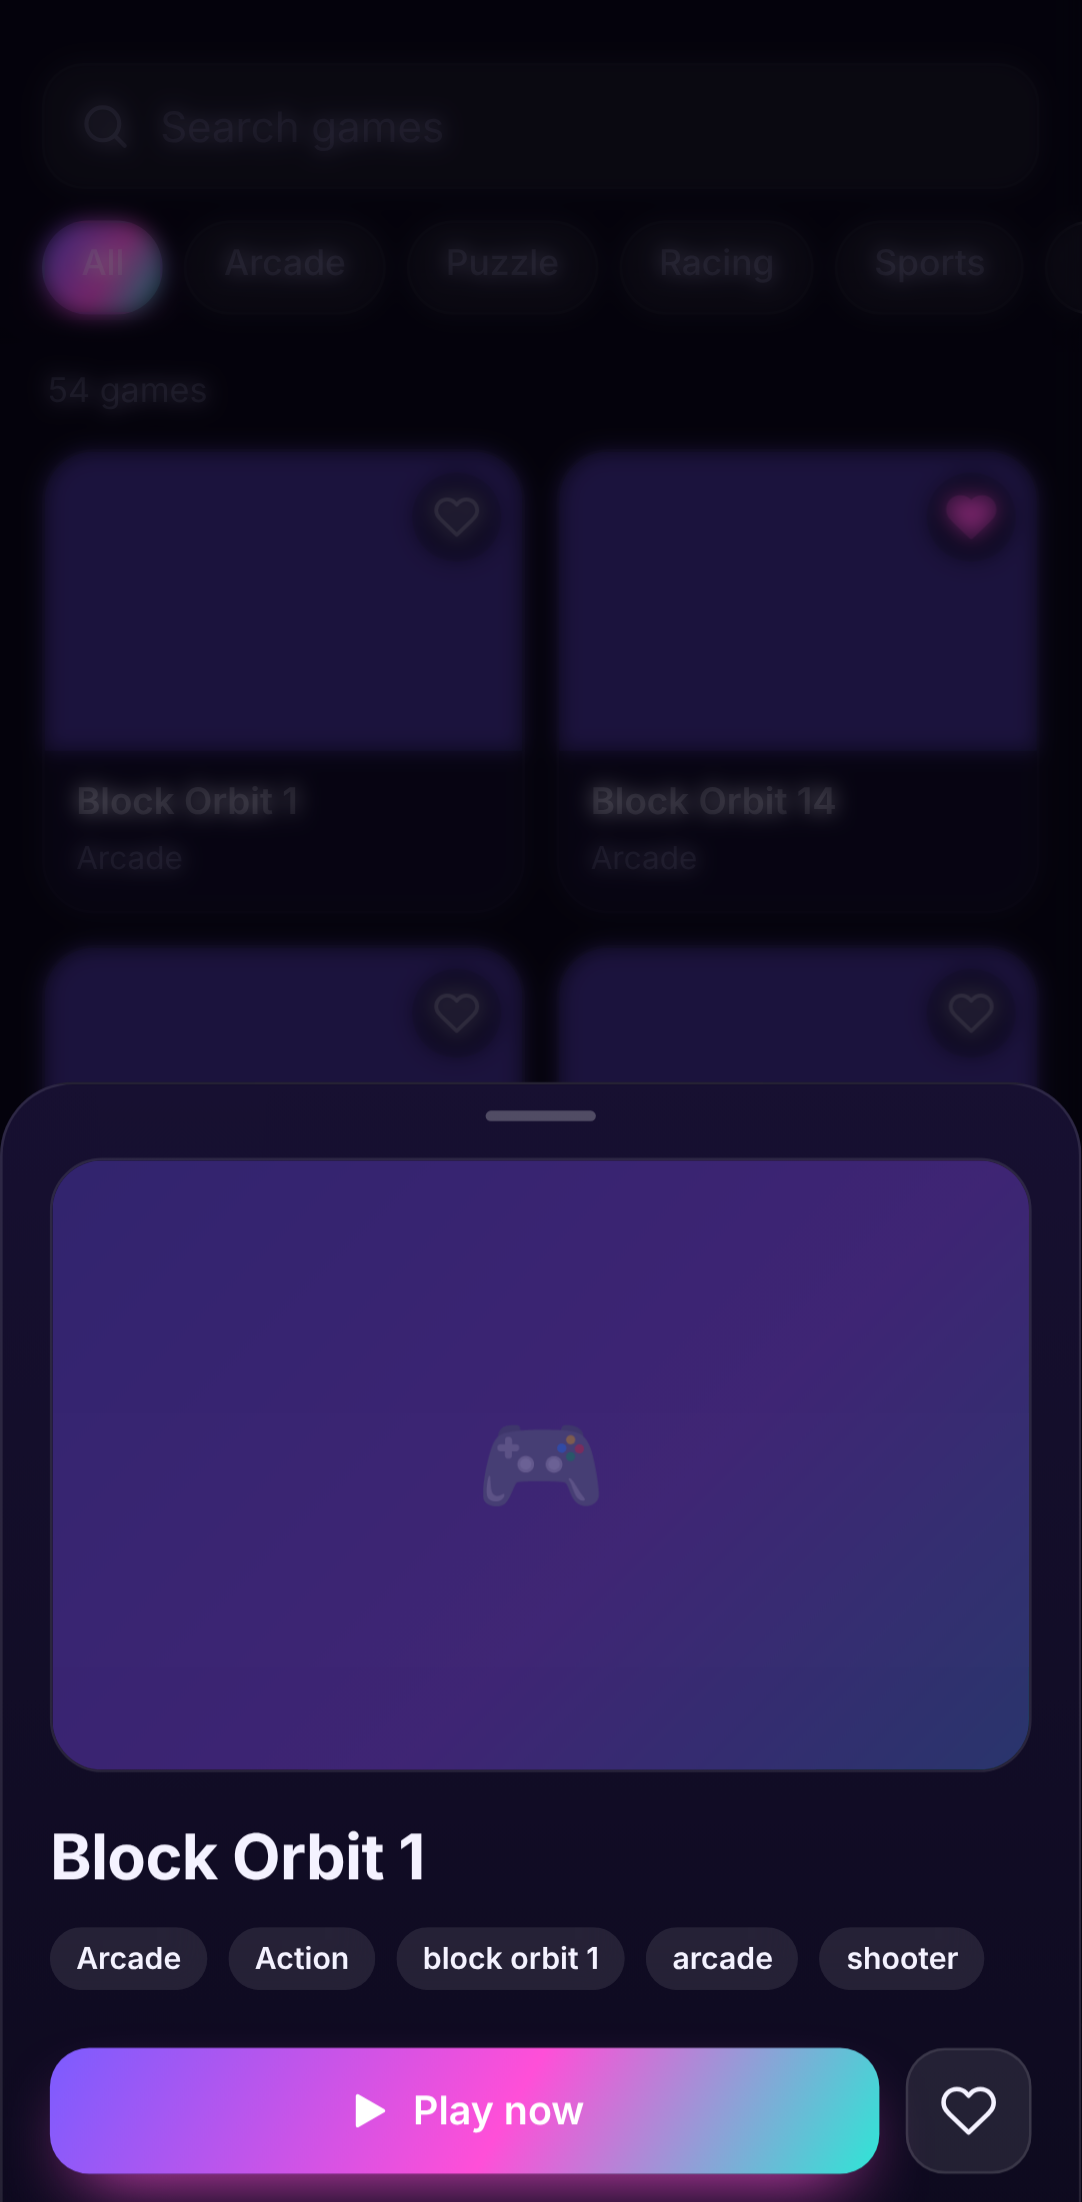 Search games
All Arcade Puzzle Racing Sports
54 games
Block Orbit 1 Block Orbit 14
Arcade Arcade
Block Orbit 1
Arcade Action block orbit 1 arcade shooter
Play now